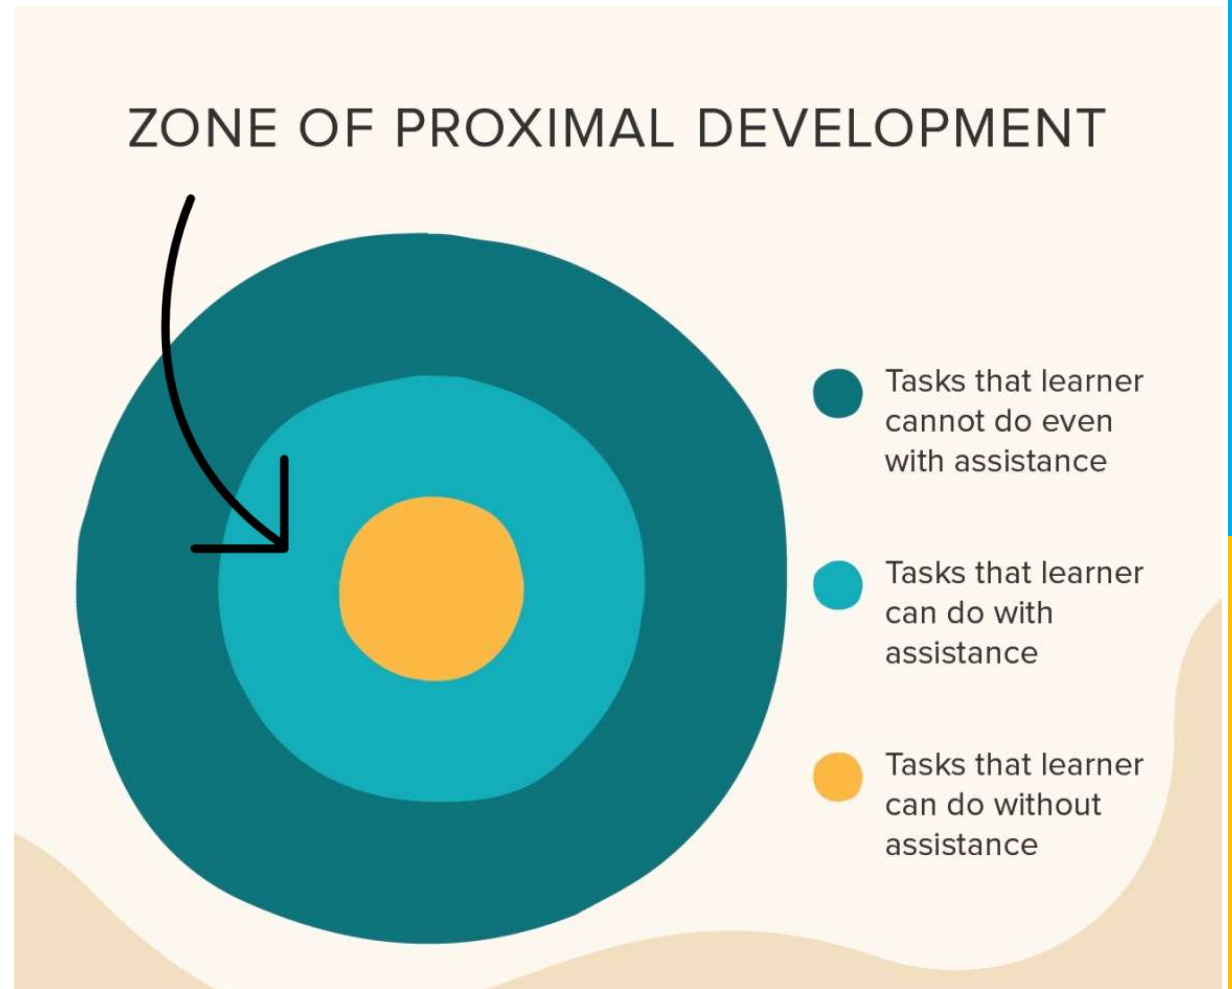 ZONE OF PROXIMAL DEVELOPMENT
Tasks that learner
cannot do even
with assistance
Tasks that learner
can do with
assistance
Tasks that learner
can do without
assistance